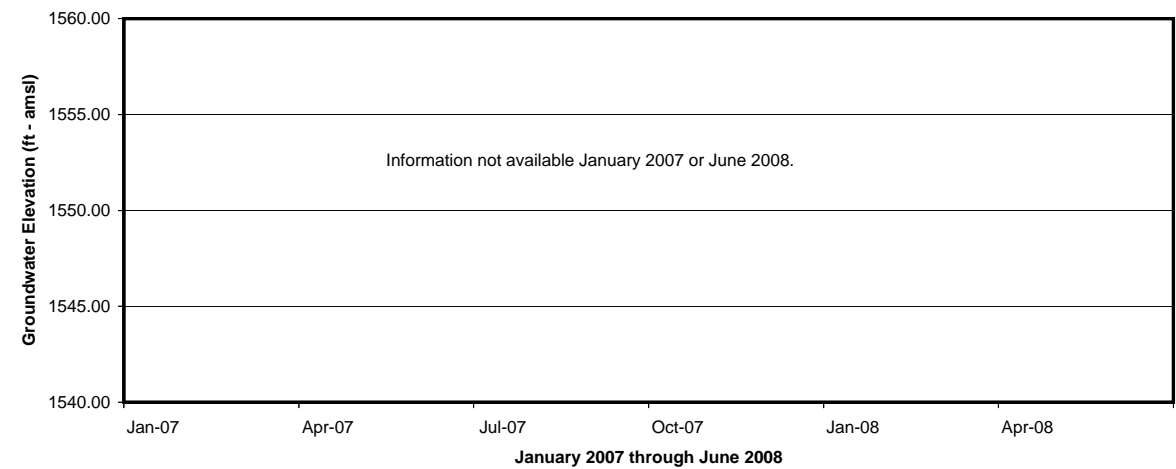 1560.00
1555.00
1550.00
1545.00
1540.00
Groundwater Elevation (ft - amsl)
Information not available January 2007 or June 2008.
Jan-07 Apr-07 Jul-07 Oct-07 Jan-08 Apr-08
January 2007 through June 2008